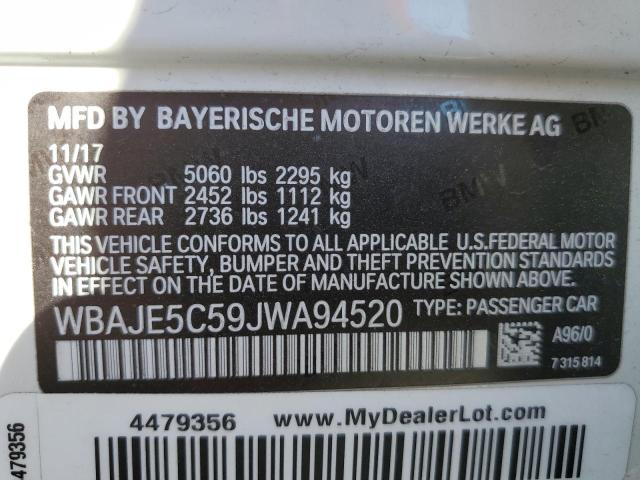 MFD BY BAYERISCHE MOTOREN WERKE AG
11/17
GVWR 5060 lbs 2295 kg
GAWR FRONT 2452 lbs 1112 kg
GAWR REAR 2736 lbs 1241 kg
THIS VEHICLE CONFORMS TO ALL APPLICABLE U.S.FEDERAL MOTOR
VEHICLE SAFETY, BUMPER AND THEFT PREVENTION STANDARDS
IN EFFECT ON THE DATE OF MANUFACTURE SHOWN ABOVE.
WBAJE5C59JWA94520 TYPE: PASSENGER CAR
A96/0
7 315 814
4479356 www.MyDealerLot.com
479356
BMW